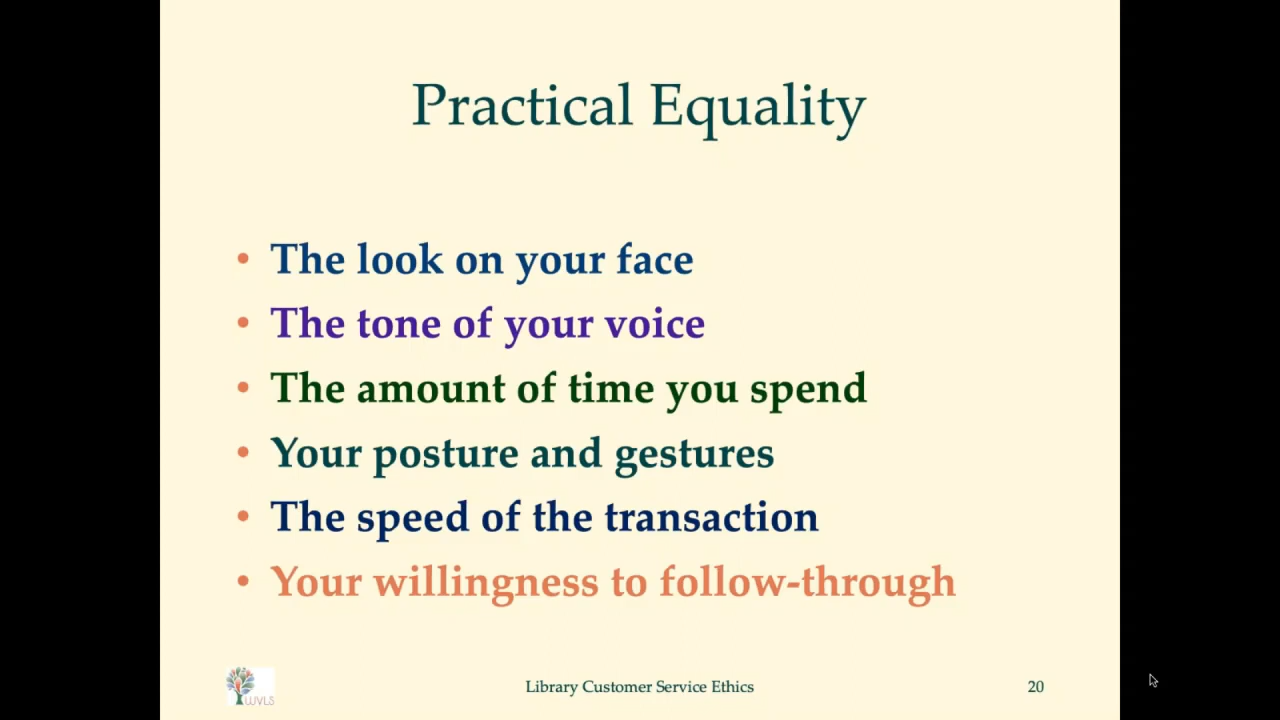 Practical Equality
• The look on your face
• The tone of your voice
• The amount of time you spend
• Your posture and gestures
• The speed of the transaction
• Your willingness to follow-through
WVLS
Library Customer Service Ethics
20